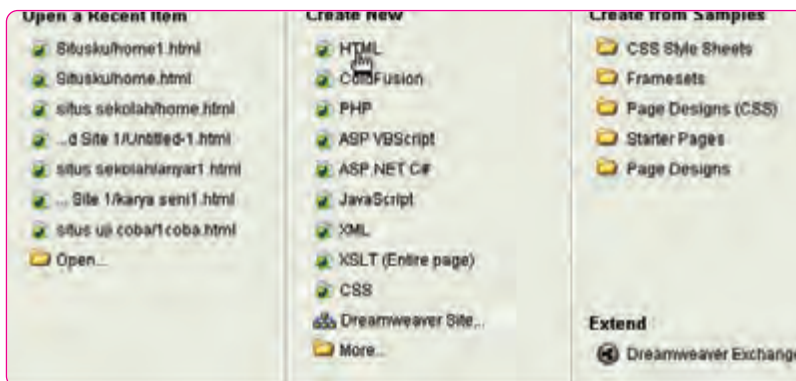 Open a Recent Item
Situsku/home1.html
Situsku/home.html
situs sekolah/home.html
...d Site 1/Untitled-1.html
situs sekolah/anyar1.html
... Site 1/karya seni1.html
situs uji coba/1coba.html
Open...
Create New
HTML
ColdFusion
PHP
ASP VBScript
ASP.NET C#
JavaScript
XML
XSLT (Entire page)
CSS
Dreamweaver Site...
More...
Create from Samples
CSS Style Sheets
Framesets
Page Designs (CSS)
Starter Pages
Page Designs
Extend
Dreamweaver Exchange